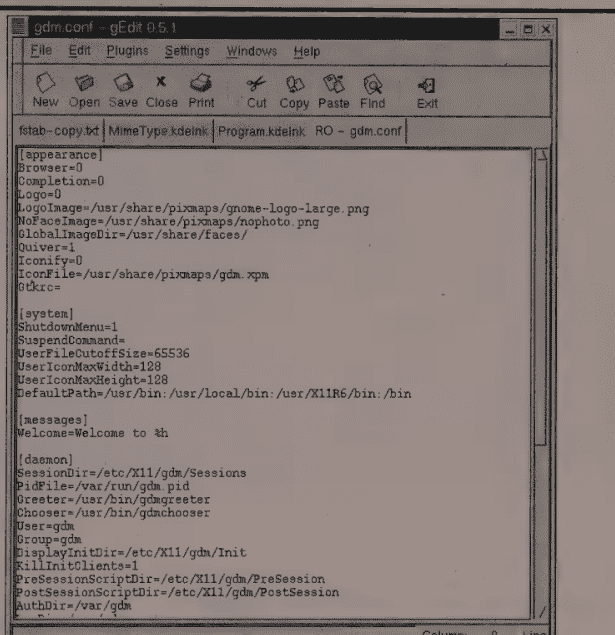 gdm.conf - gEdit 0.5.1
File Edit Plugins Settings Windows Help
New Open Save Close Print Cut Copy Paste Find Exit
fstab-copy.txt MimeType.kdelnk Program.kdelnk RO - gdm.conf
[appearance]
Browser=0
Completion=0
Logo=0
LogoImage=/usr/share/pixmaps/gnome-logo-large.png
NoFaceImage=/usr/share/pixmaps/nophoto.png
GlobalImageDir=/usr/share/faces/
Quiver=1
Iconify=0
IconFile=/usr/share/pixmaps/gdm.xpm
Gtkrc=
[system]
ShutdownMenu=1
SuspendCommand=
UserFileCutoffSize=65536
UserIconMaxWidth=128
UserIconMaxHeight=128
DefaultPath=/usr/bin:/usr/local/bin:/usr/X11R6/bin:/bin
[messages]
Welcome=Welcome to %h
[daemon]
SessionDir=/etc/X11/gdm/Sessions
PidFile=/var/run/gdm.pid
Greeter=/usr/bin/gdmgreeter
Chooser=/usr/bin/gdmchooser
User=gdm
Group=gdm
DisplayInitDir=/etc/X11/gdm/Init
KillInitClients=1
PreSessionScriptDir=/etc/X11/gdm/PreSession
PostSessionScriptDir=/etc/X11/gdm/PostSession
AuthDir=/var/gdm
Column: 0 Line